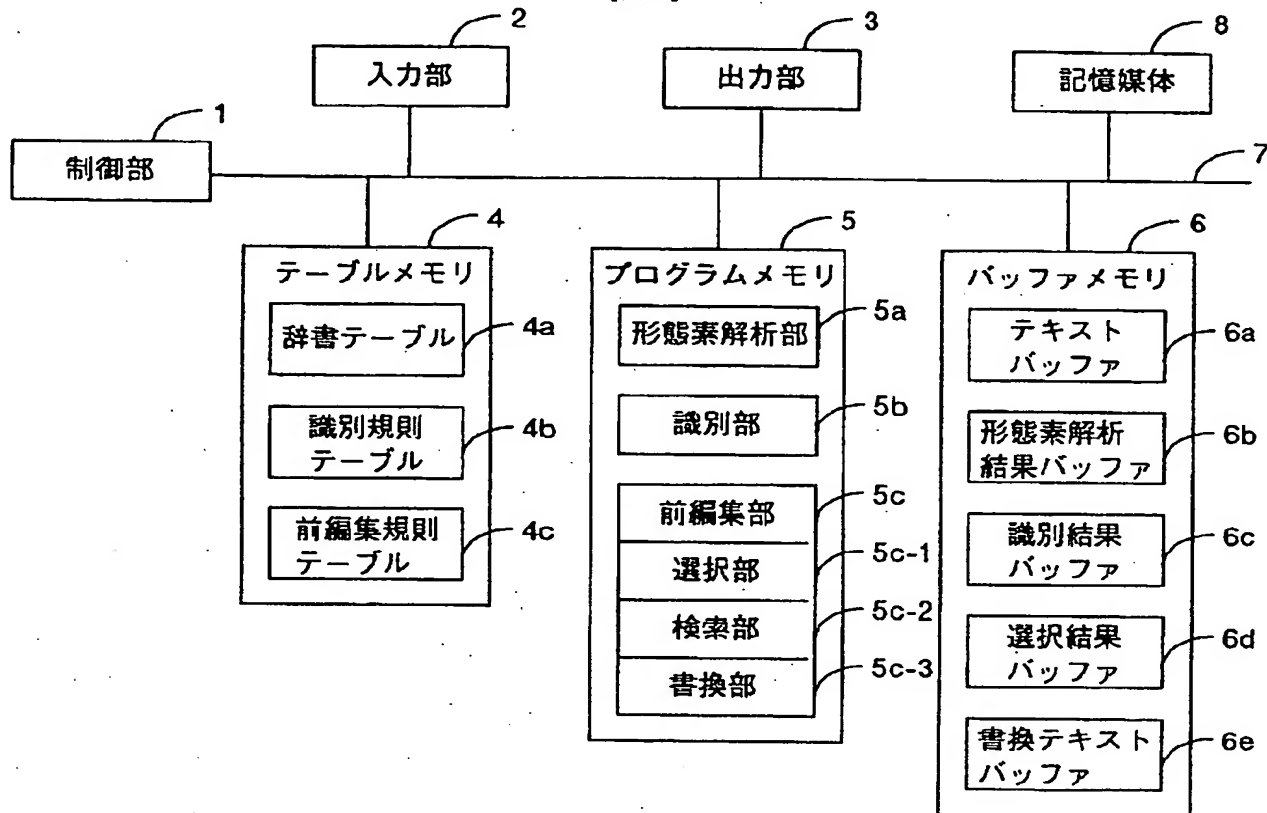 2
3
8
入力部
出力部
記憶媒体
1
制御部
7
4
5
6
テーブルメモリ
プログラムメモリ
バッファメモリ
辞書テーブル
4a
識別規則
テーブル
4b
前編集規則
テーブル
4c
形態素解析部
5a
識別部
5b
前編集部
5c
選択部
5c-1
検索部
5c-2
書換部
5c-3
テキスト
バッファ
6a
形態素解析
結果バッファ
6b
識別結果
バッファ
6c
選択結果
バッファ
6d
書換テキスト
バッファ
6e